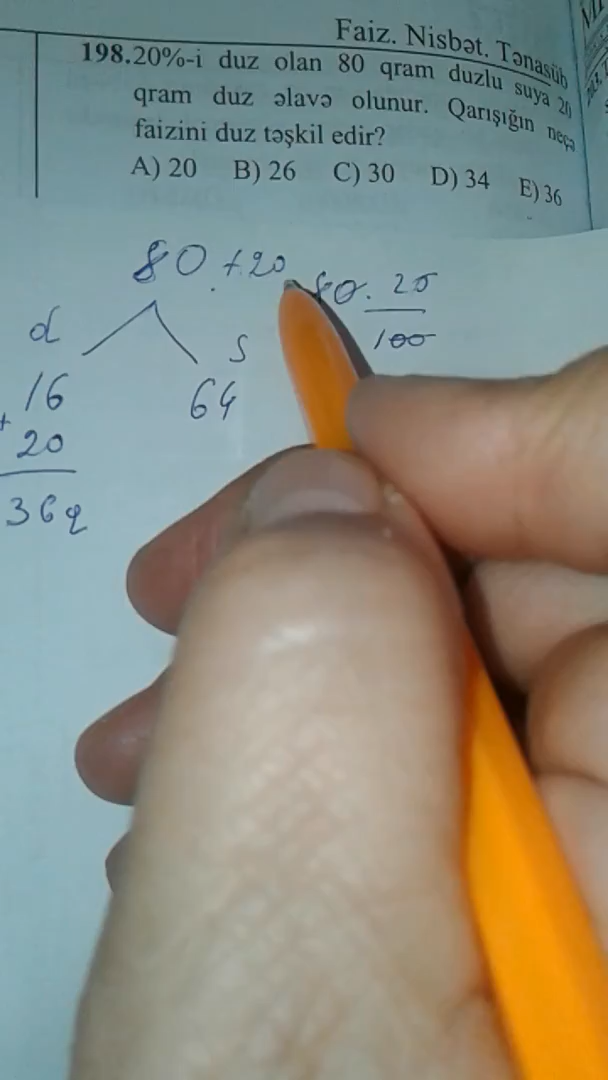 Faiz. Nisbət. Tənasüb
198. 20%-i duz olan 80 qram duzlu suya 20
qram duz əlavə olunur. Qarışığın neçə
faizini duz təşkil edir?
A) 20 B) 26 C) 30 D) 34 E) 36
80 + 20
80 · 20
100
d
s
16
64
+
20
36q